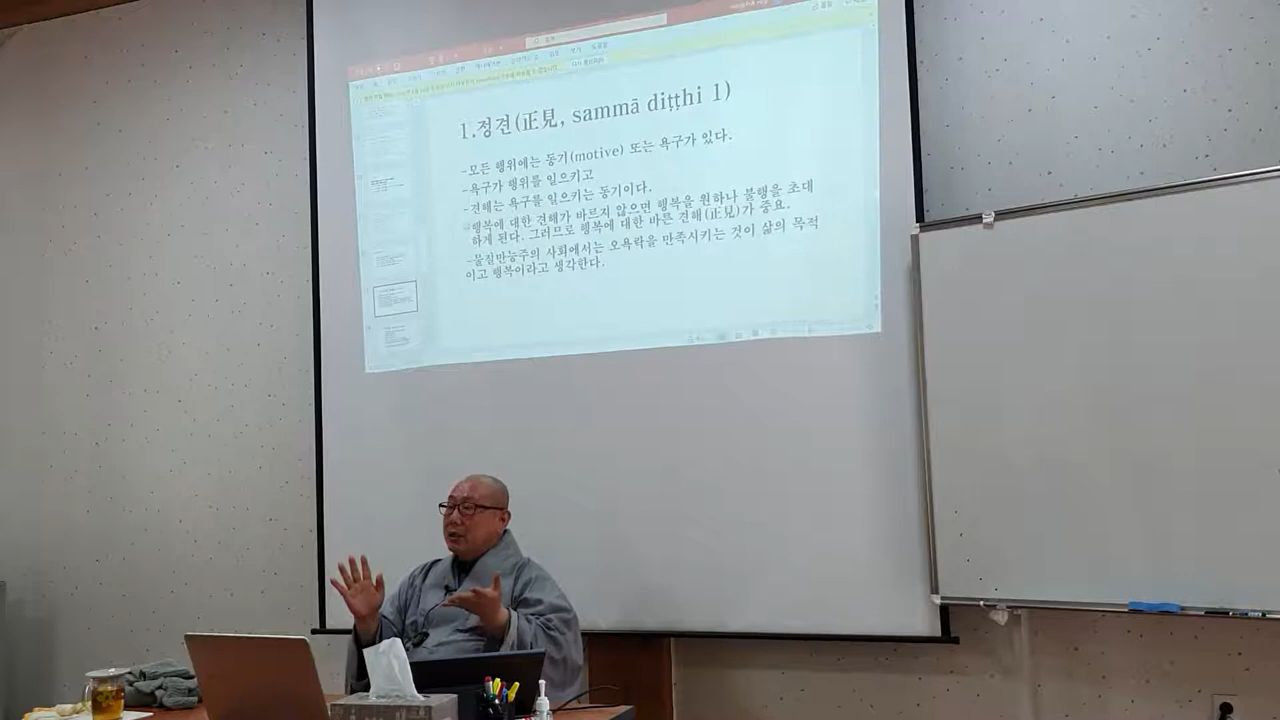 1.정견(正見, sammā diṭṭhi 1)
-모든 행위에는 동기(motive) 또는 욕구가 있다.
-욕구가 행위를 일으키고
-견해는 욕구를 일으키는 동기이다.
-행복에 대한 견해가 바르지 않으면 행복을 원하나 불행을 초대
하게 된다. 그러므로 행복에 대한 바른 견해(正見)가 중요.
-물질만능주의 사회에서는 오욕락을 만족시키는 것이 삶의 목적
이고 행복이라고 생각한다.